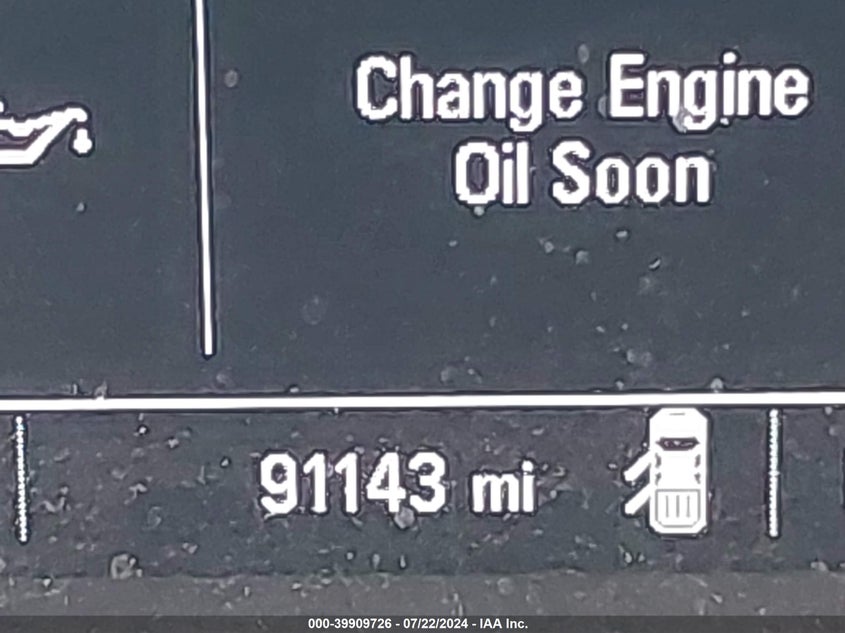 Change Engine
Oil Soon
91143 mi
000-39909726 - 07/22/2024 - IAA Inc.